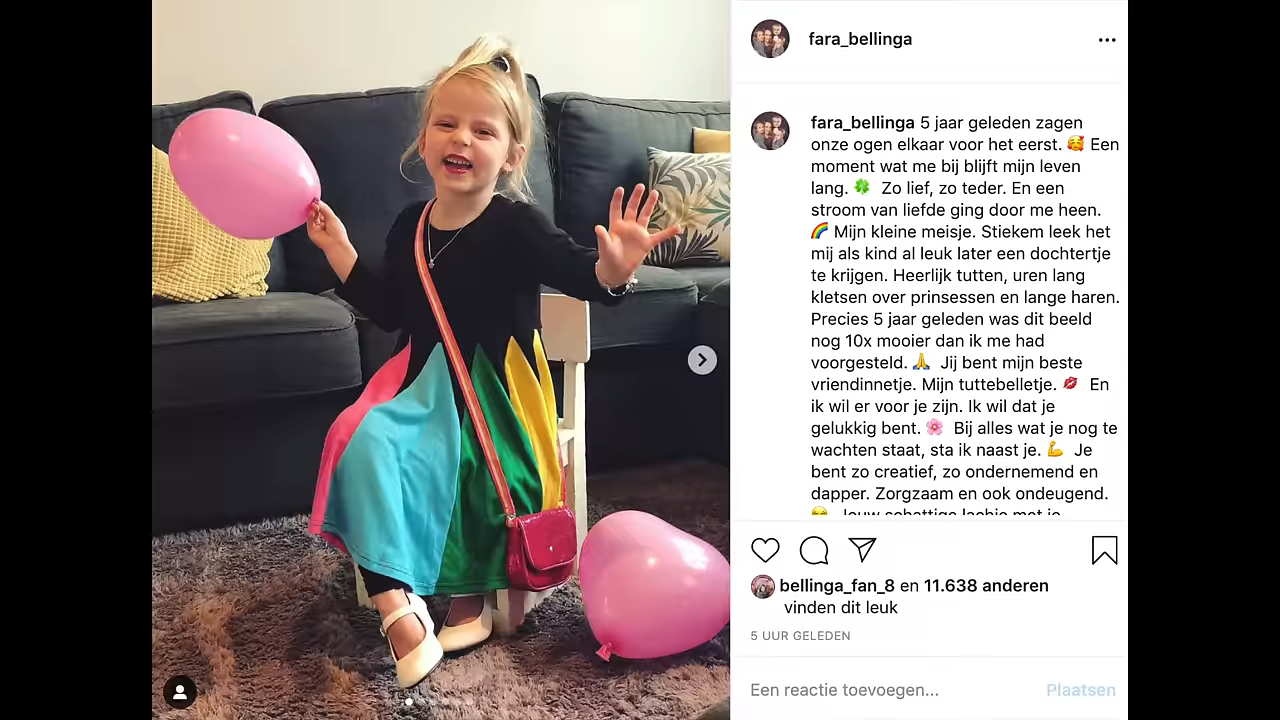 fara_bellinga
fara_bellinga 5 jaar geleden zagen
onze ogen elkaar voor het eerst. 🥰 Een
moment wat me bij blijft mijn leven
lang. 🍀 Zo lief, zo teder. En een
stroom van liefde ging door me heen.
🌈 Mijn kleine meisje. Stiekem leek het
mij als kind al leuk later een dochtertje
te krijgen. Heerlijk tutten, uren lang
kletsen over prinsessen en lange haren.
Precies 5 jaar geleden was dit beeld
nog 10x mooier dan ik me had
voorgesteld. 🙏 Jij bent mijn beste
vriendinnetje. Mijn tuttebelletje. 💋 En
ik wil er voor je zijn. Ik wil dat je
gelukkig bent. 🌸 Bij alles wat je nog te
wachten staat, sta ik naast je. 💪 Je
bent zo creatief, zo ondernemend en
dapper. Zorgzaam en ook ondeugend.
Jouw schattige lachje met je
bellinga_fan_8 en 11.638 anderen
vinden dit leuk
5 UUR GELEDEN
Een reactie toevoegen... Plaatsen